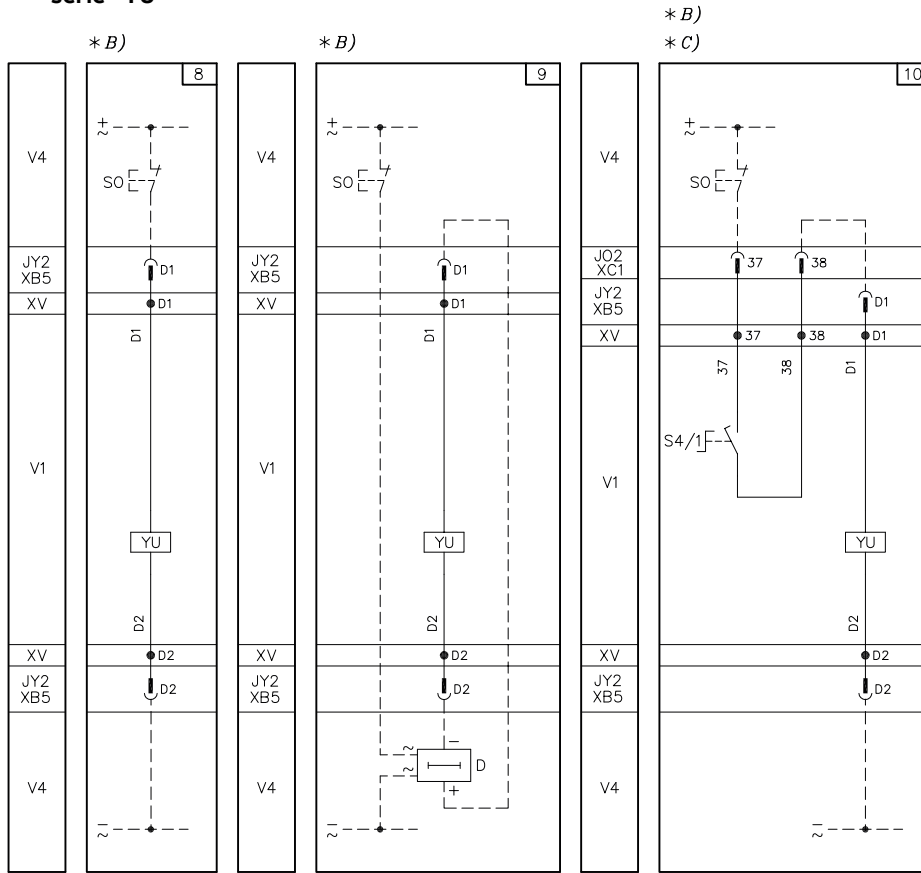 serie
*B)
8
V4
+
~
SO
JY2
XB5
D1
XV
D1
D1
V1
YU
D2
XV
D2
JY2
XB5
D2
V4
−
~
*B)
9
V4
+
~
SO
JY2
XB5
D1
XV
D1
D1
V1
YU
D2
XV
D2
JY2
XB5
D2
V4
~
~
−
+
D
−
~
*B)
*C)
10
V4
+
~
SO
JO2
XC1
37
38
JY2
XB5
D1
XV
37
38
D1
37
38
D1
S4/1
V1
YU
D2
XV
D2
JY2
XB5
D2
V4
−
~